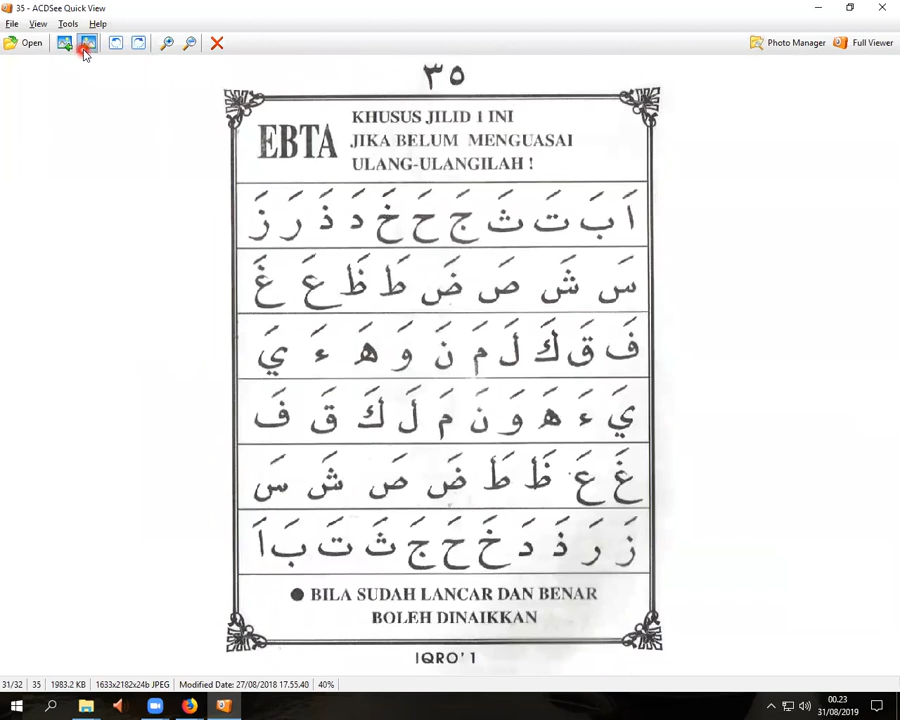 35 - ACDSee Quick View
File View Tools Help
Open
Photo Manager Full Viewer
٣٥
EBTA
KHUSUS JILID 1 INI
JIKA BELUM MENGUASAI
ULANG-ULANGILAH !
اَ بَ تَ ثَ جَ حَ خَ دَ ذَ رَ زَ
سَ شَ صَ ضَ طَ ظَ عَ غَ
فَ قَ كَ لَ مَ نَ وَ هَ ءَ يَ
يَ ءَ هَ وَ نَ مَ لَ كَ قَ فَ
غَ عَ ظَ طَ ضَ صَ شَ سَ
زَ رَ ذَ دَ خَ حَ جَ ثَ تَ بَ اَ
● BILA SUDAH LANCAR DAN BENAR
BOLEH DINAIKKAN
IQRO' 1
31/32 35 1983.2 KB 1633x2182x24b JPEG Modified Date: 27/08/2018 17.55.40 40%
00.23
31/08/2019